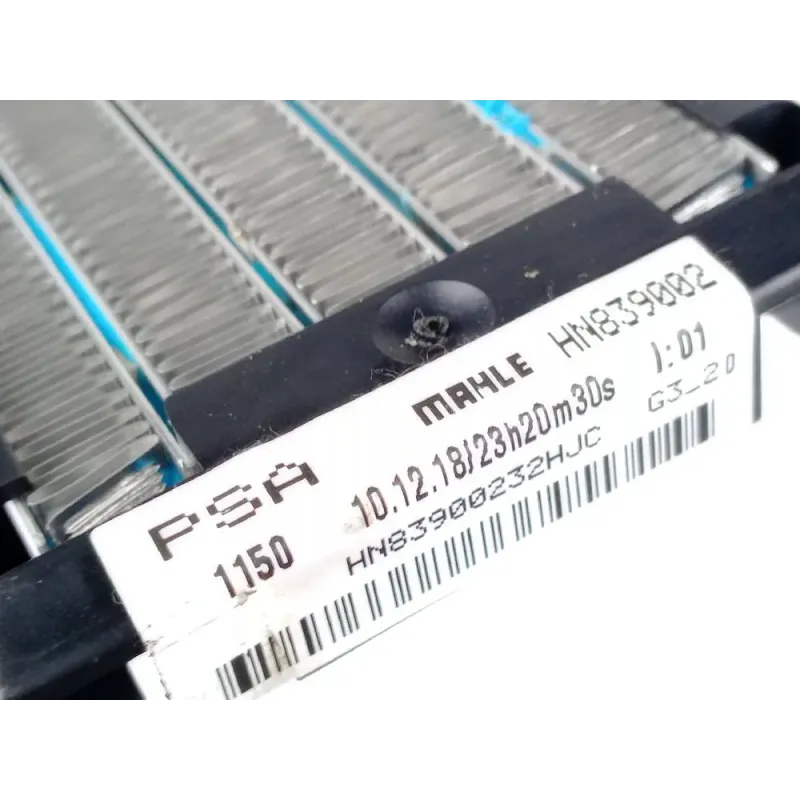 MAHLE HN839002
PSA 10.12.18/23h20m30s I:01
1150 HN83900232HJC G3_20